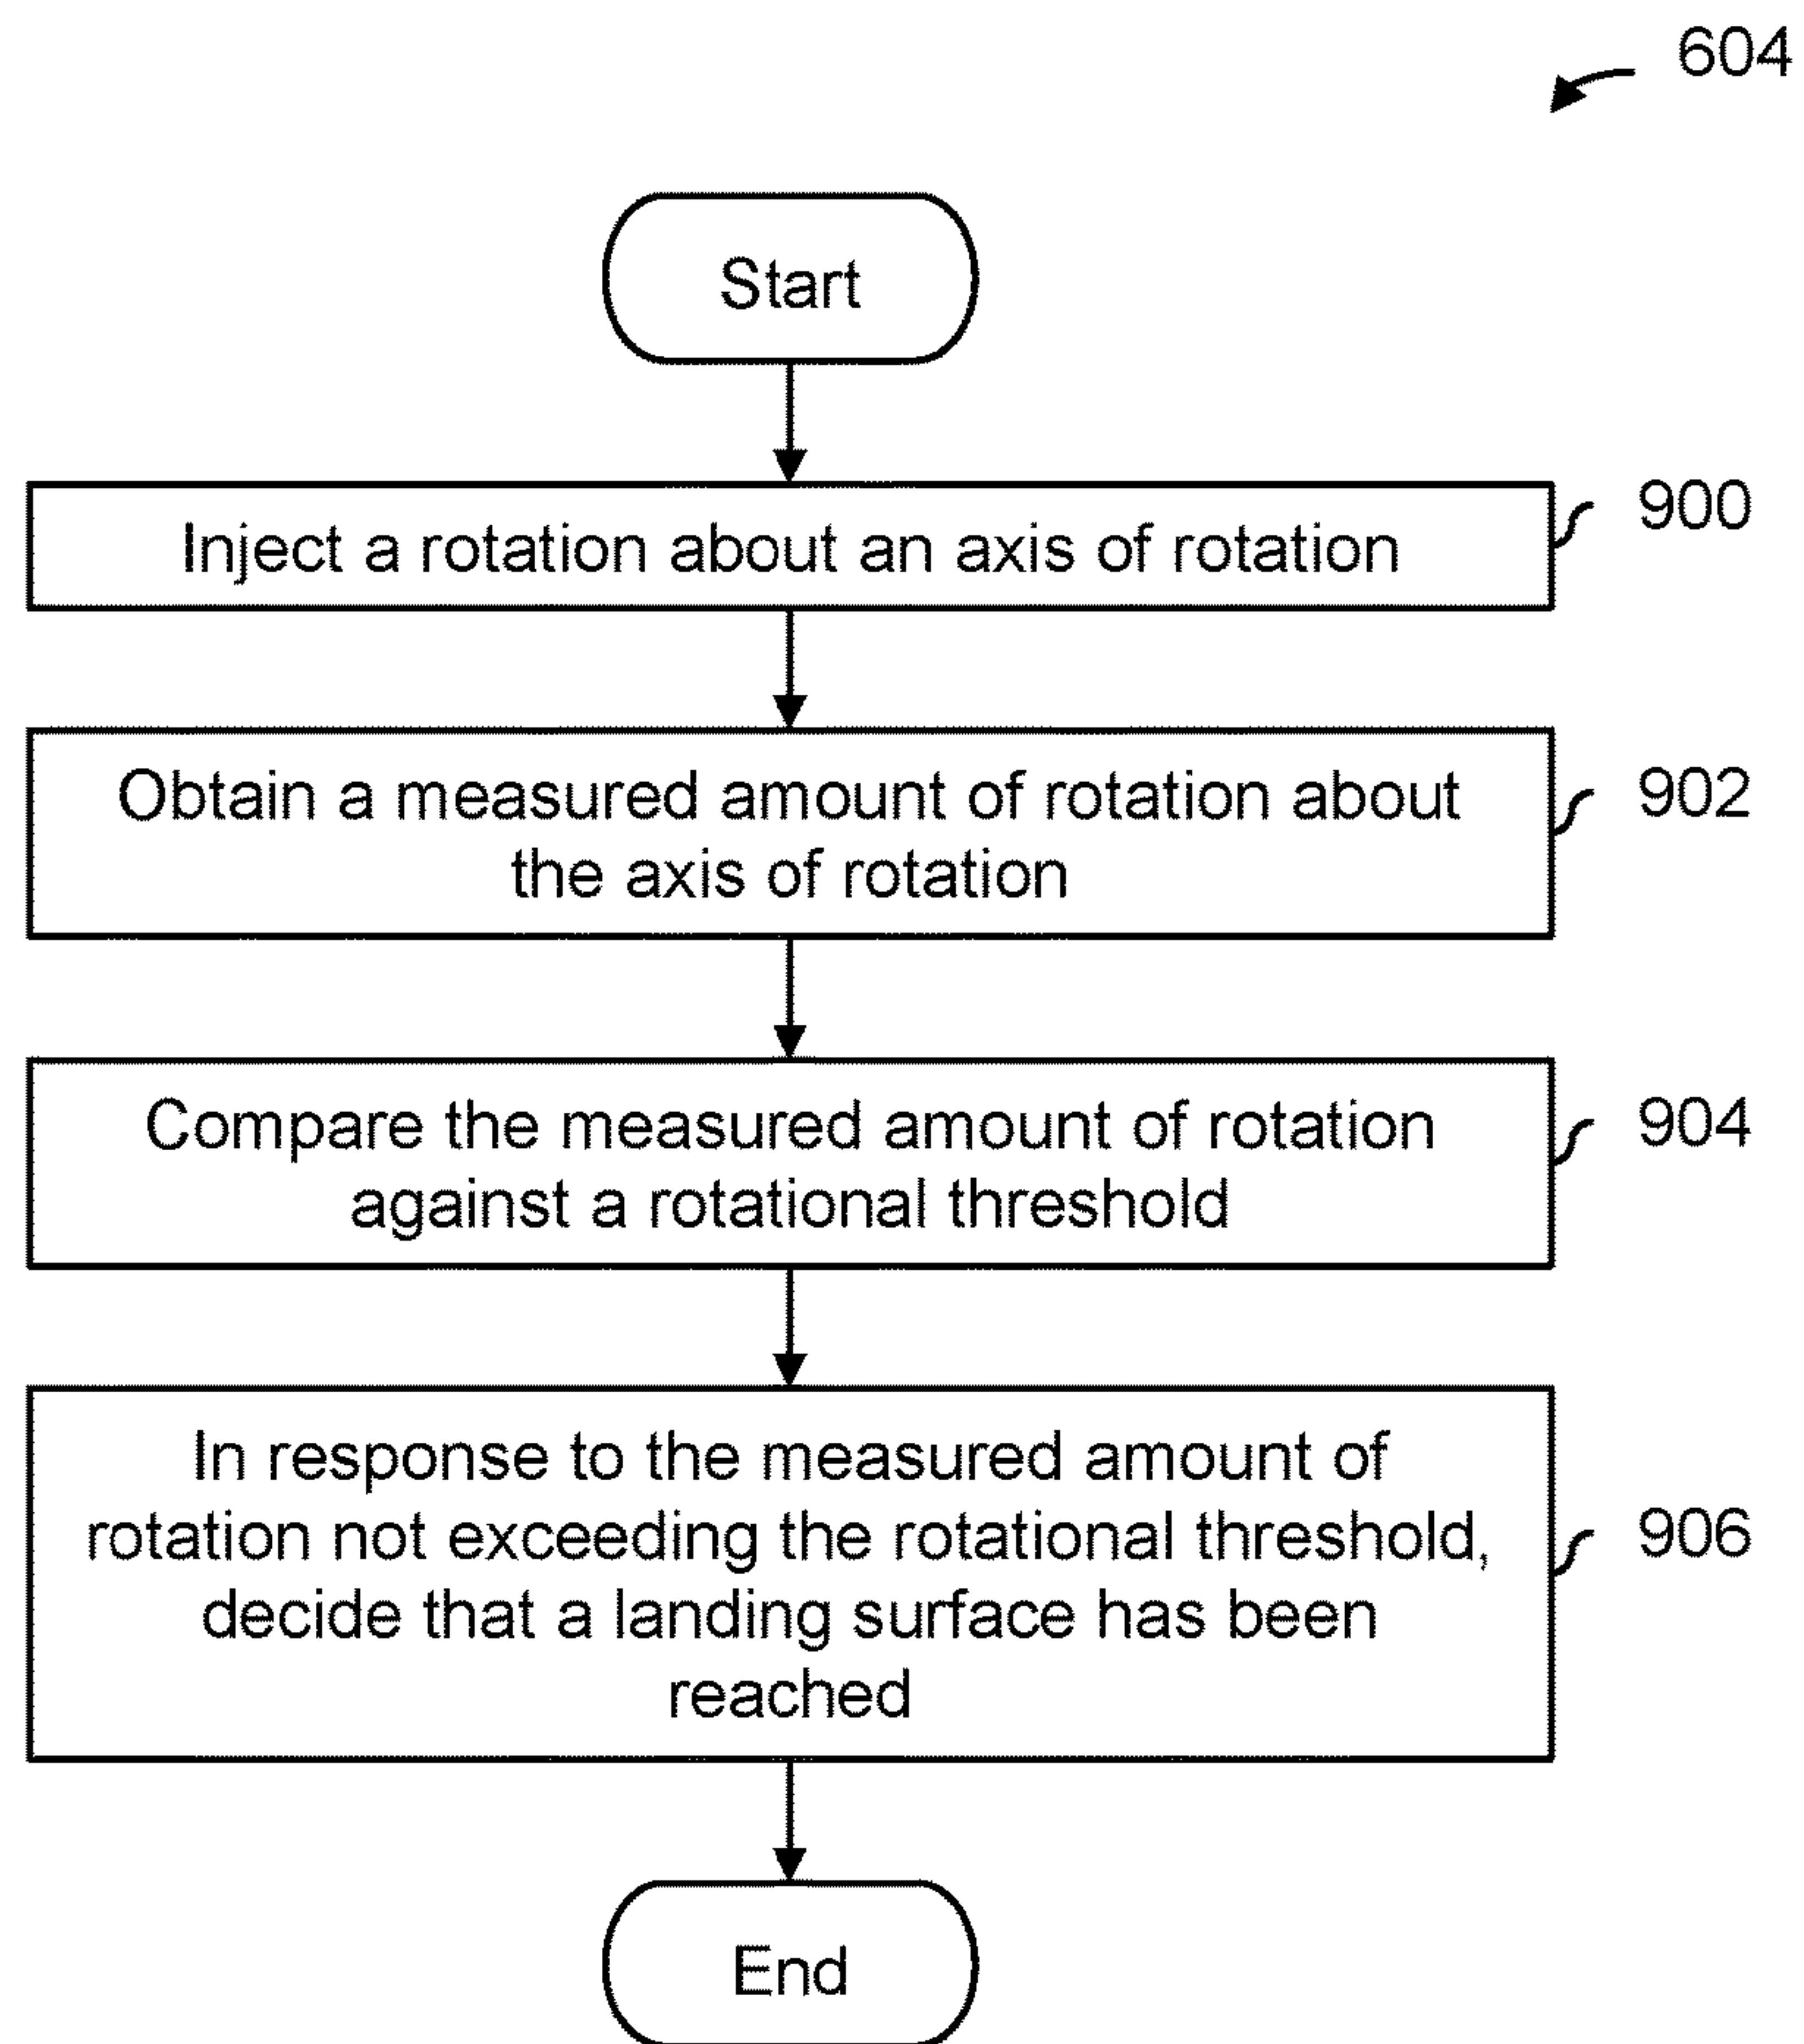 604
Start
Inject a rotation about an axis of rotation
900
Obtain a measured amount of rotation about
the axis of rotation
902
Compare the measured amount of rotation
against a rotational threshold
904
In response to the measured amount of
rotation not exceeding the rotational threshold,
decide that a landing surface has been
reached
906
End